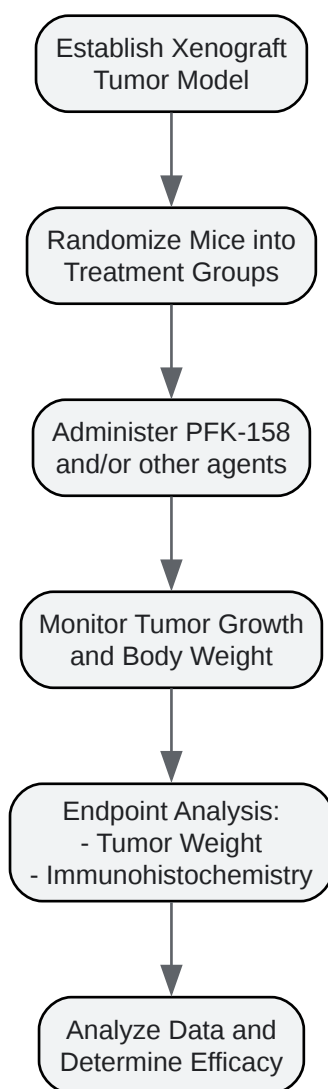 Establish Xenograft
Tumor Model
Randomize Mice into
Treatment Groups
Administer PFK-158
and/or other agents
Monitor Tumor Growth
and Body Weight
Endpoint Analysis:
- Tumor Weight
- Immunohistochemistry
Analyze Data and
Determine Efficacy